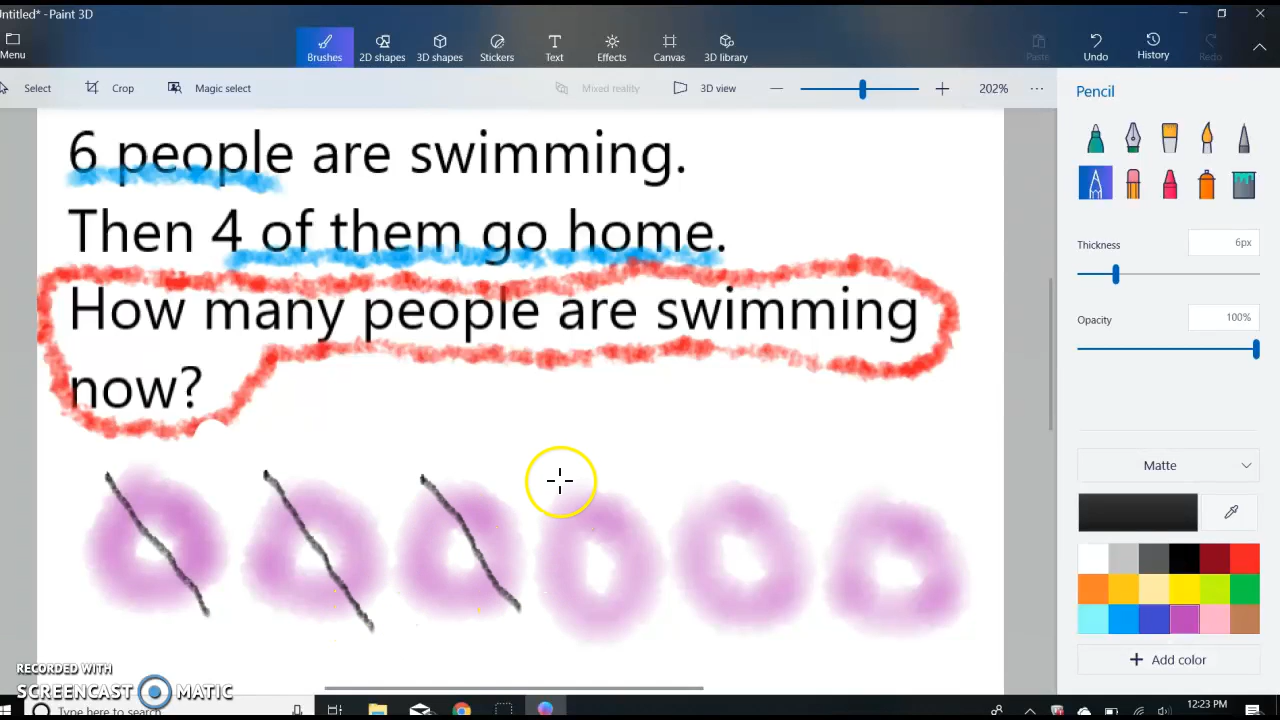 ntitled* -Paint 3D
Menu
Brushes
2D shapes
3D shapes
Stickers
Text
Effects
Canvas
3D library
Paste
Undo
History
Redo
Select
Crop
Magic select
Mixed reality
3D view
202%
Pencil
6 people are swimming.
Then 4 of them go home.
How many people are swimming
now?
Thickness
6px
Opacity
100%
Matte
Add color
RECORDED WITH
SCREENCAST MATIC
Type here to search
12:23 PM